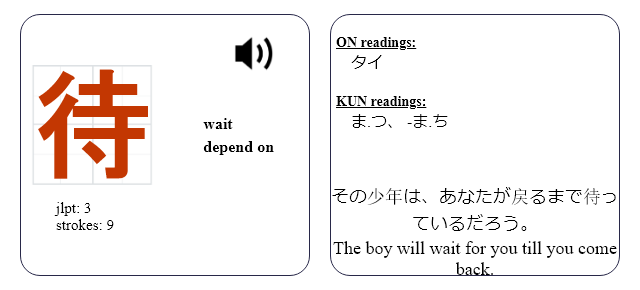 待
wait
depend on
jlpt: 3
strokes: 9
ON readings:
タイ
KUN readings:
ま.つ、 -ま.ち
その少年は、あなたが戻るまで待っ
ているだろう。
The boy will wait for you till you come
back.